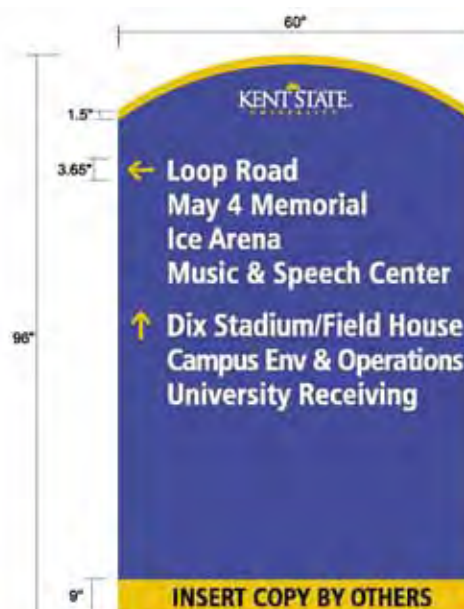 60"
KENT STATE
UNIVERSITY
1.5"
3.65"
← Loop Road
May 4 Memorial
Ice Arena
Music & Speech Center
96"
↑ Dix Stadium/Field House
Campus Env & Operations
University Receiving
9"
INSERT COPY BY OTHERS